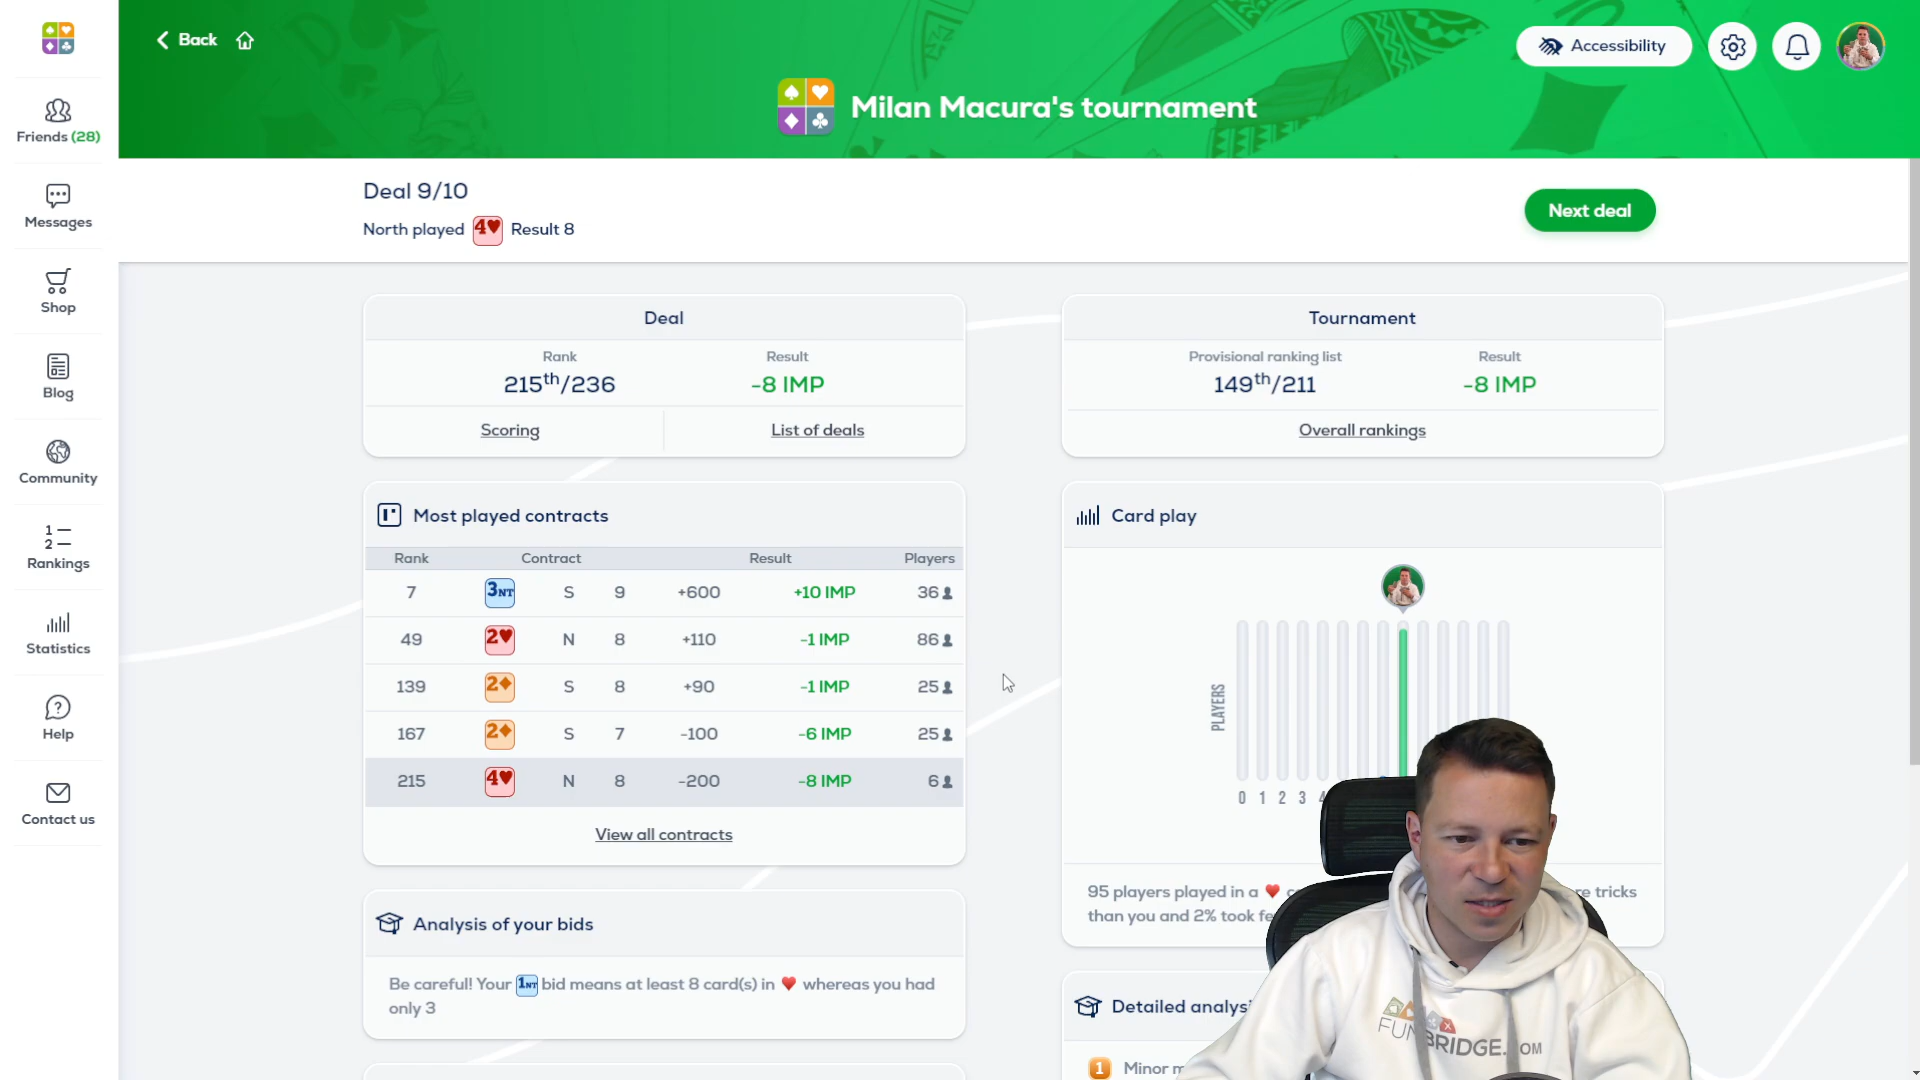 Back
Accessibility
Milan Macura's tournament
Friends (28)
Messages
Shop
Blog
Community
1
2
Rankings
Statistics
Help
Contact us
Deal 9/10
North played 4♥ Result 8
Next deal
Deal
Rank Result
215th/236 -8 IMP
Scoring List of deals
Tournament
Provisional ranking list Result
149th/211 -8 IMP
Overall rankings
Most played contracts
Rank Contract Result Players
7 3NT S 9 +600 +10 IMP 36
49 2♥ N 8 +110 -1 IMP 86
139 2♦ S 8 +90 -1 IMP 25
167 2♦ S 7 -100 -6 IMP 25
215 4♥ N 8 -200 -8 IMP 6
View all contracts
Card play
PLAYERS
0 1 2 3
95 players played in a ♥ tricks
than you and 2% took
Analysis of your bids
Be careful! Your 1NT bid means at least 8 card(s) in ♥ whereas you had
only 3
Detailed
1 Minor
FUNBRIDGE.COM